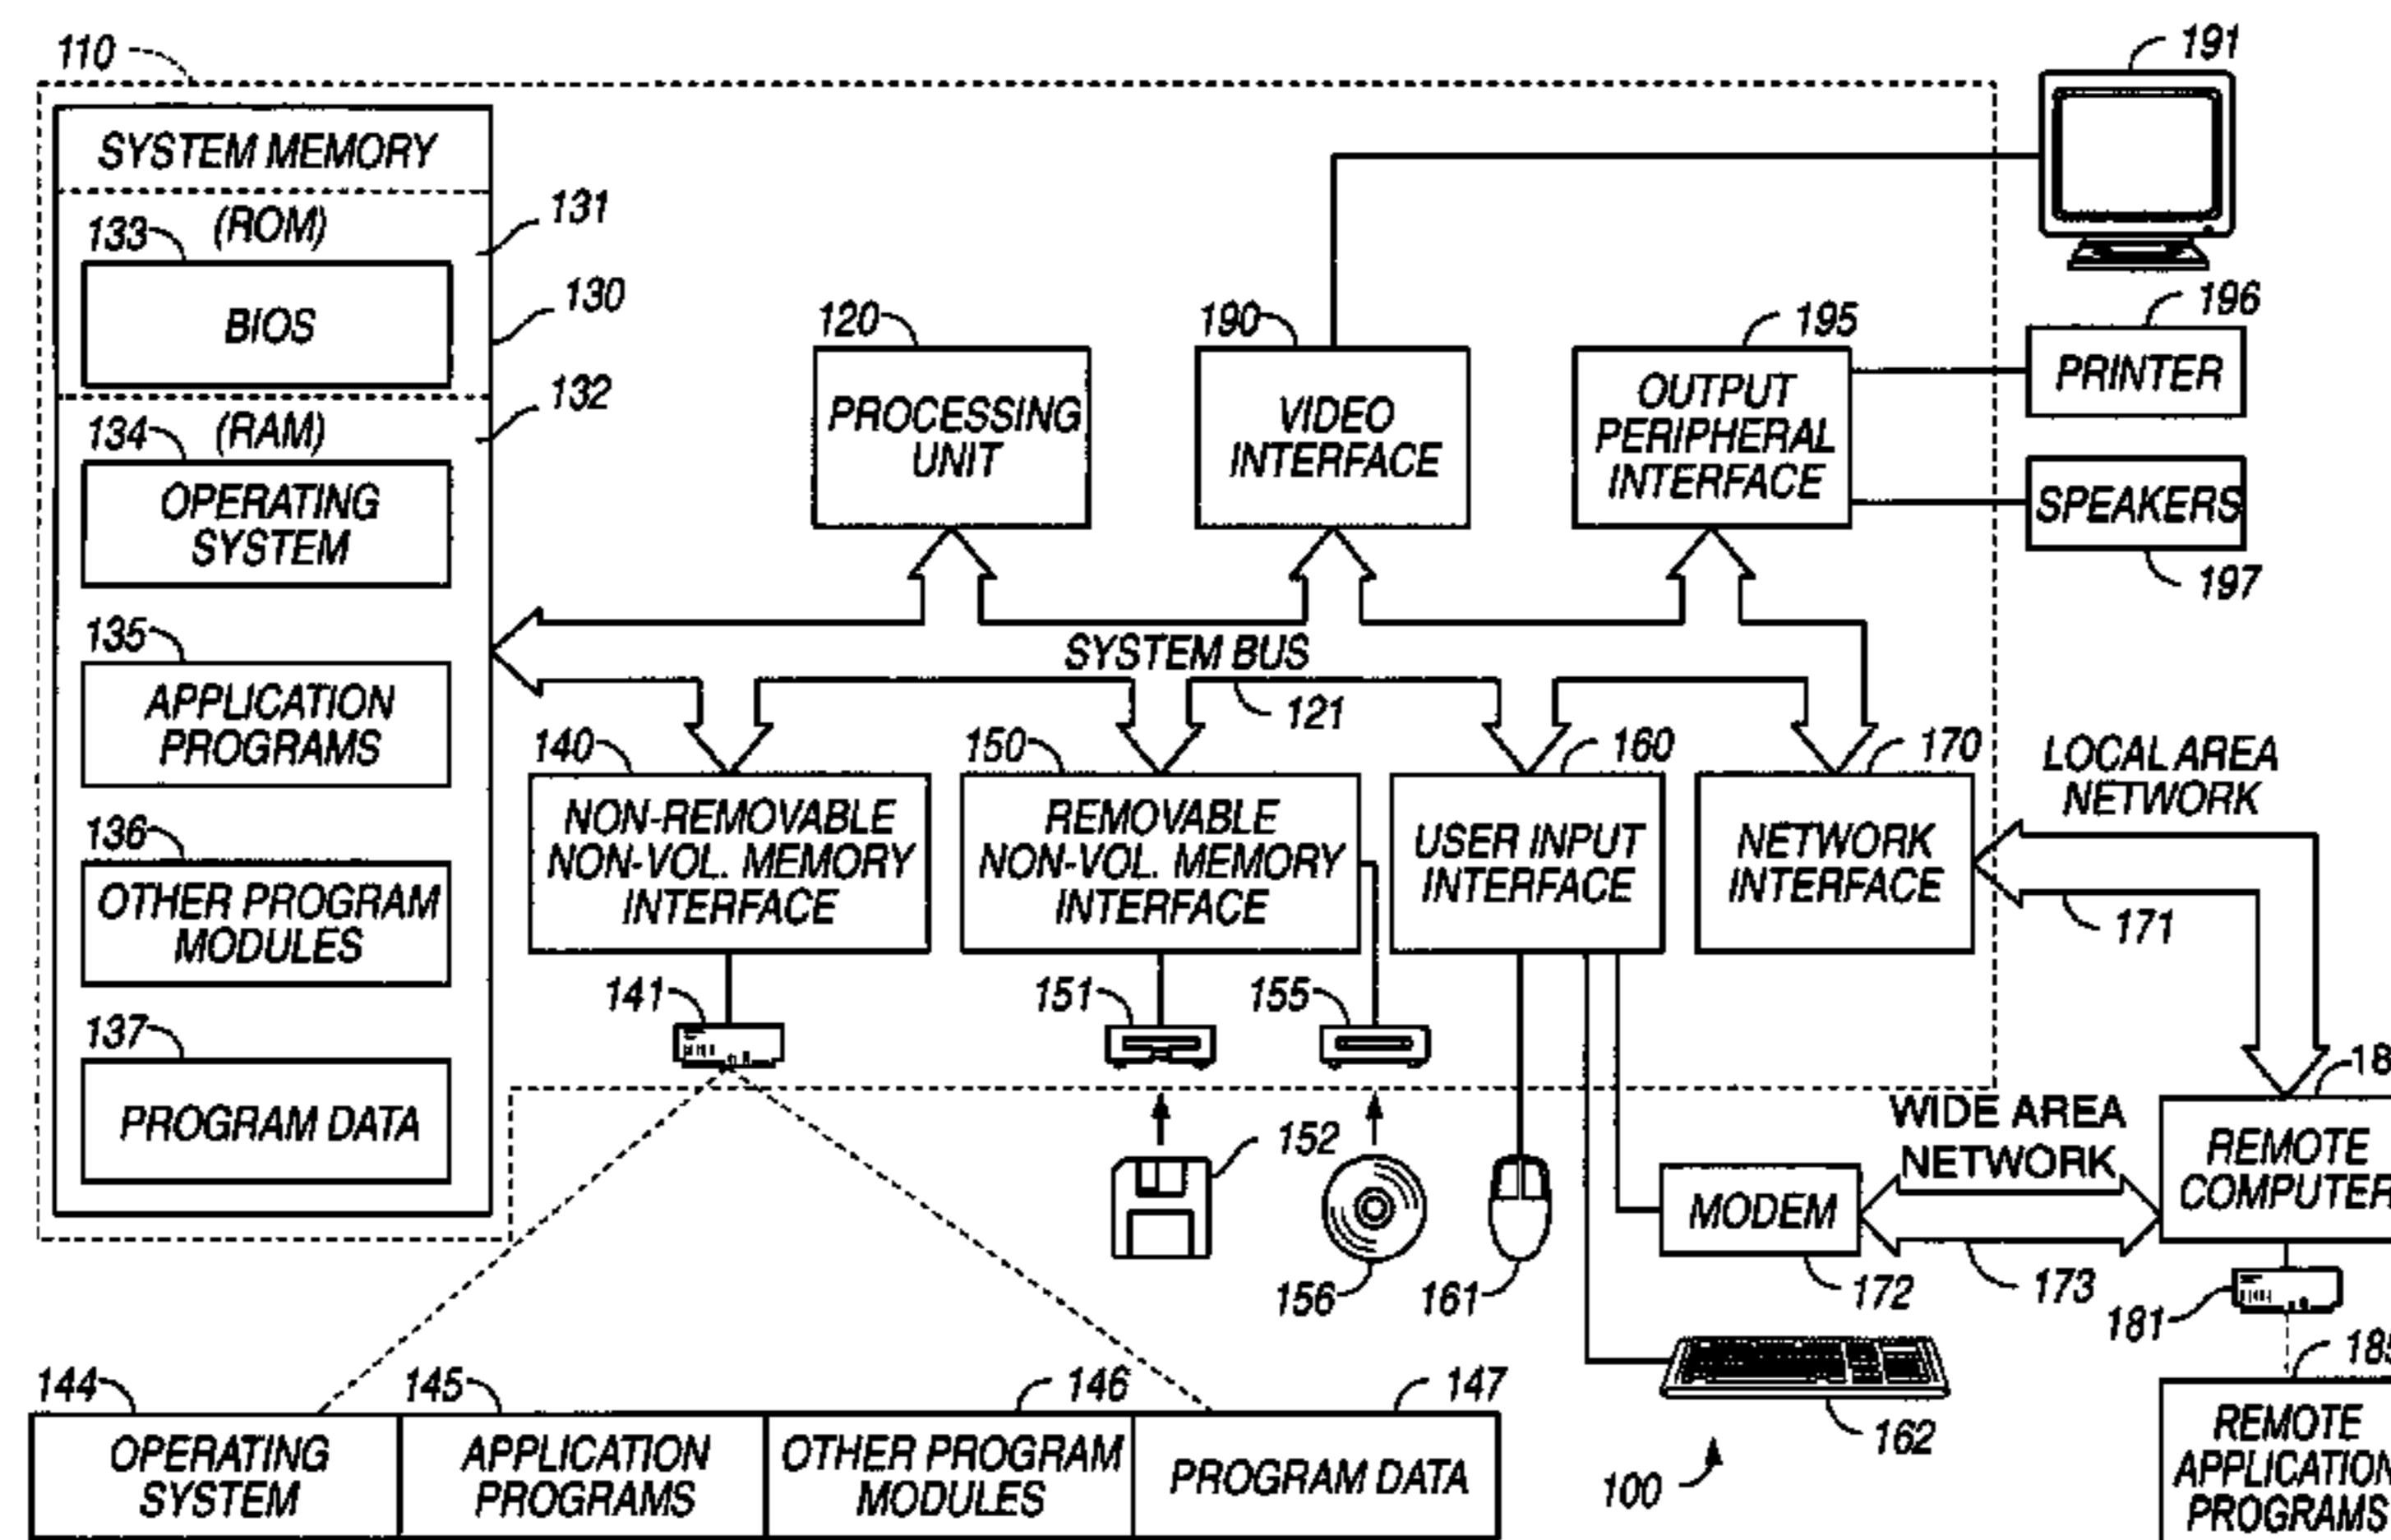 110
191
SYSTEM MEMORY
(ROM)
131
133
BIOS
130
(RAM)
132
134
OPERATING
SYSTEM
135
APPLICATION
PROGRAMS
136
OTHER PROGRAM
MODULES
137
PROGRAM DATA
120
PROCESSING
UNIT
190
VIDEO
INTERFACE
195
OUTPUT
PERIPHERAL
INTERFACE
196
PRINTER
SPEAKERS
197
SYSTEM BUS
121
140
NON-REMOVABLE
NON-VOL. MEMORY
INTERFACE
150
REMOVABLE
NON-VOL. MEMORY
INTERFACE
160
USER INPUT
INTERFACE
170
NETWORK
INTERFACE
LOCAL AREA
NETWORK
171
141
151
155
152
156
161
WIDE AREA
NETWORK
MODEM
172
173
18
REMOTE
COMPUTER
181
185
REMOTE
APPLICATION
PROGRAMS
162
100
144
OPERATING
SYSTEM
145
APPLICATION
PROGRAMS
146
OTHER PROGRAM
MODULES
147
PROGRAM DATA